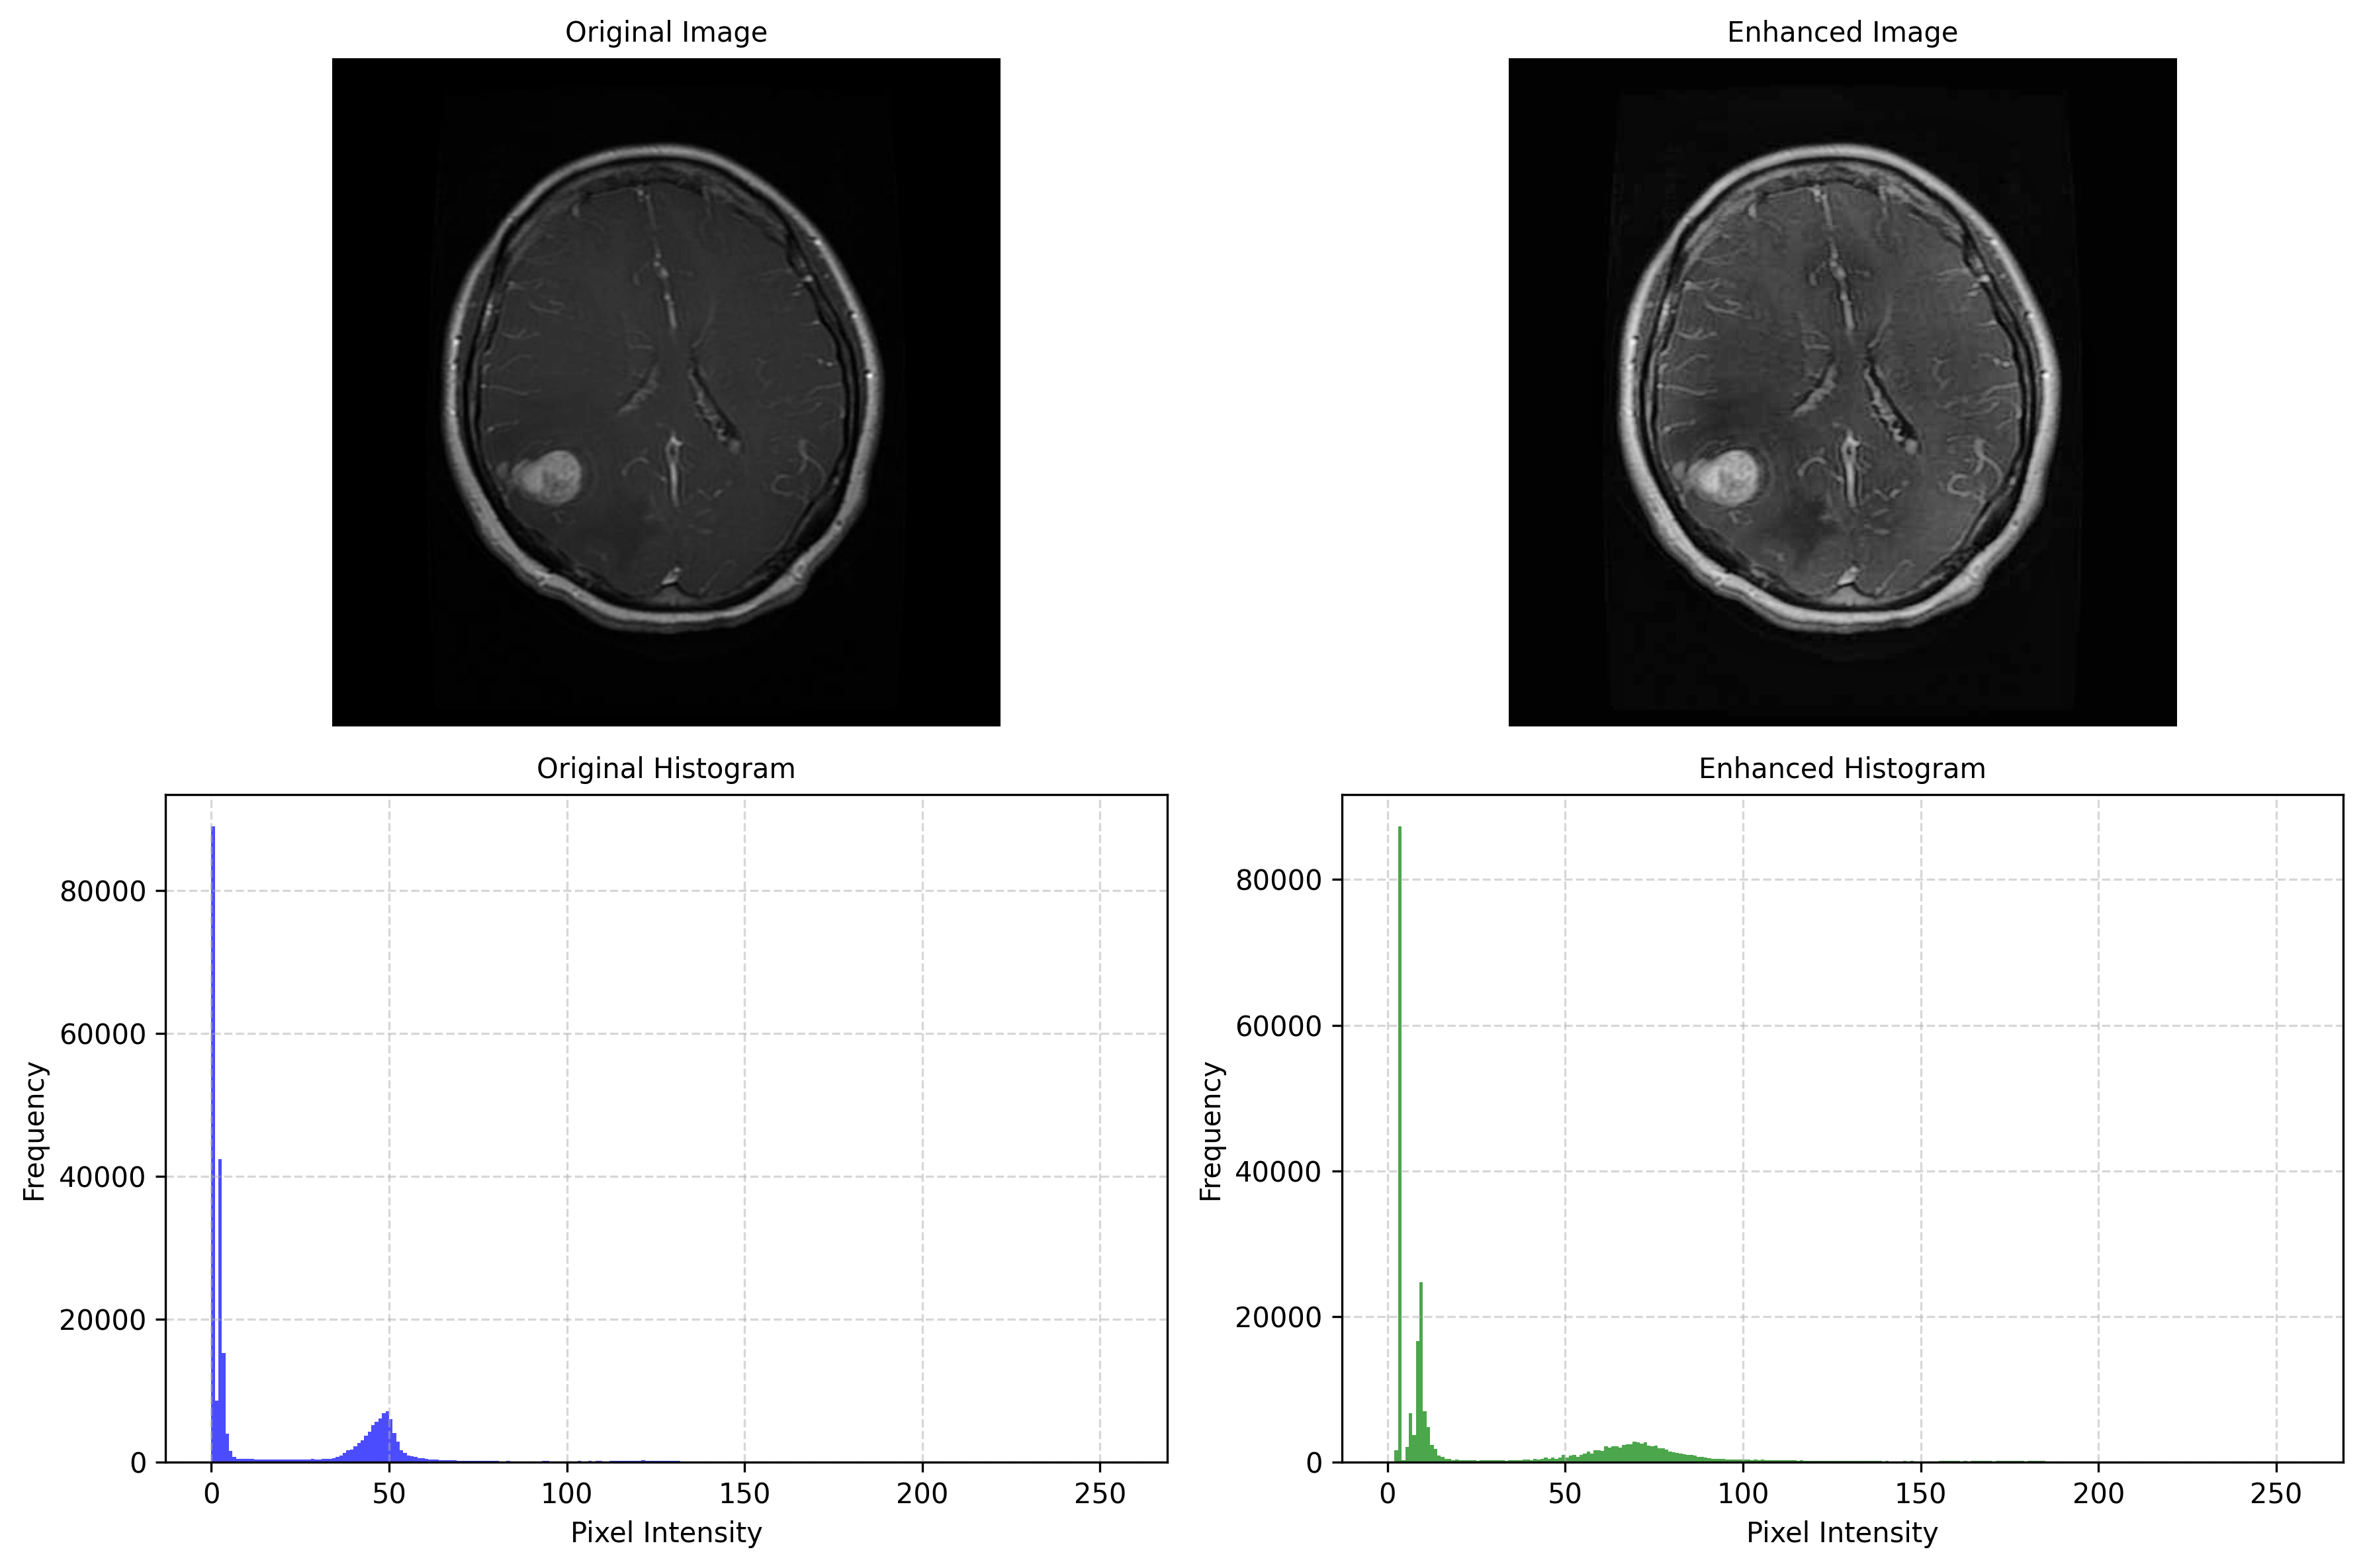 Original Image
Enhanced Image
Original Histogram
Enhanced Histogram
Frequency
80000
60000
40000
20000
0
0 50 100 150 200 250
Pixel Intensity
Frequency
80000
60000
40000
20000
0
0 50 100 150 200 250
Pixel Intensity